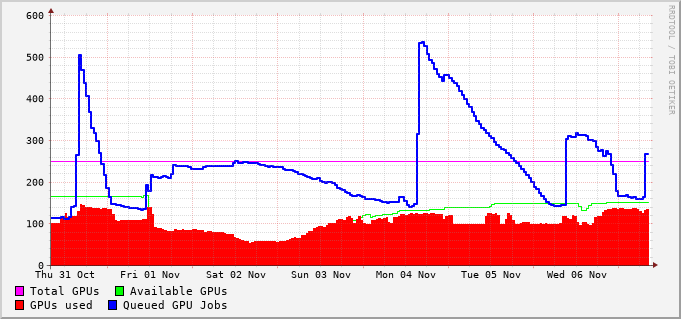 RRDTOOL / TOBI OETIKER
600
500
400
300
200
100
0
Thu 31 Oct Fri 01 Nov Sat 02 Nov Sun 03 Nov Mon 04 Nov Tue 05 Nov Wed 06 Nov
Total GPUs Available GPUs
GPUs used Queued GPU Jobs